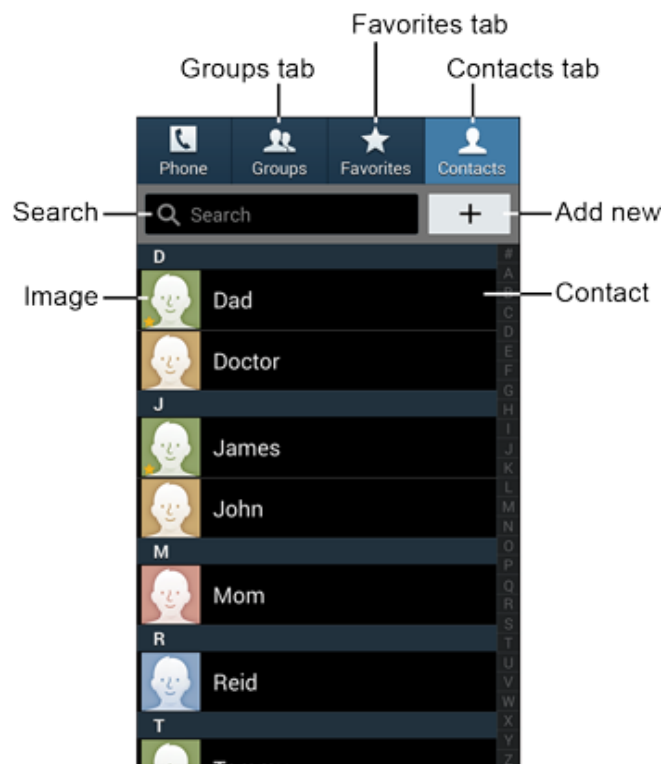 Favorites tab
Groups tab
Contacts tab
Phone
Groups
Favorites
Contacts
Search
Search
+
Add new
D
#
A
Image
Dad
Contact
C
D
Doctor
E
F
G
J
H
I
James
J
K
L
John
M
N
M
O
P
Mom
Q
R
R
S
T
Reid
U
V
W
T
X
Y
Z